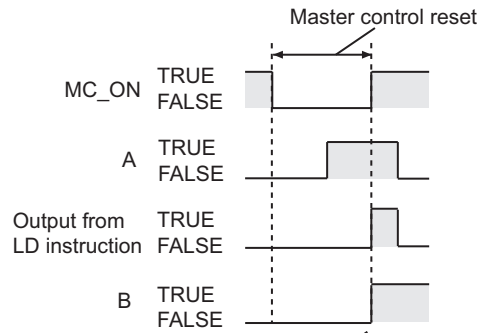 Master control reset
MC_ON
TRUE
FALSE
A
TRUE
FALSE
Output from
LD instruction
TRUE
FALSE
B
TRUE
FALSE